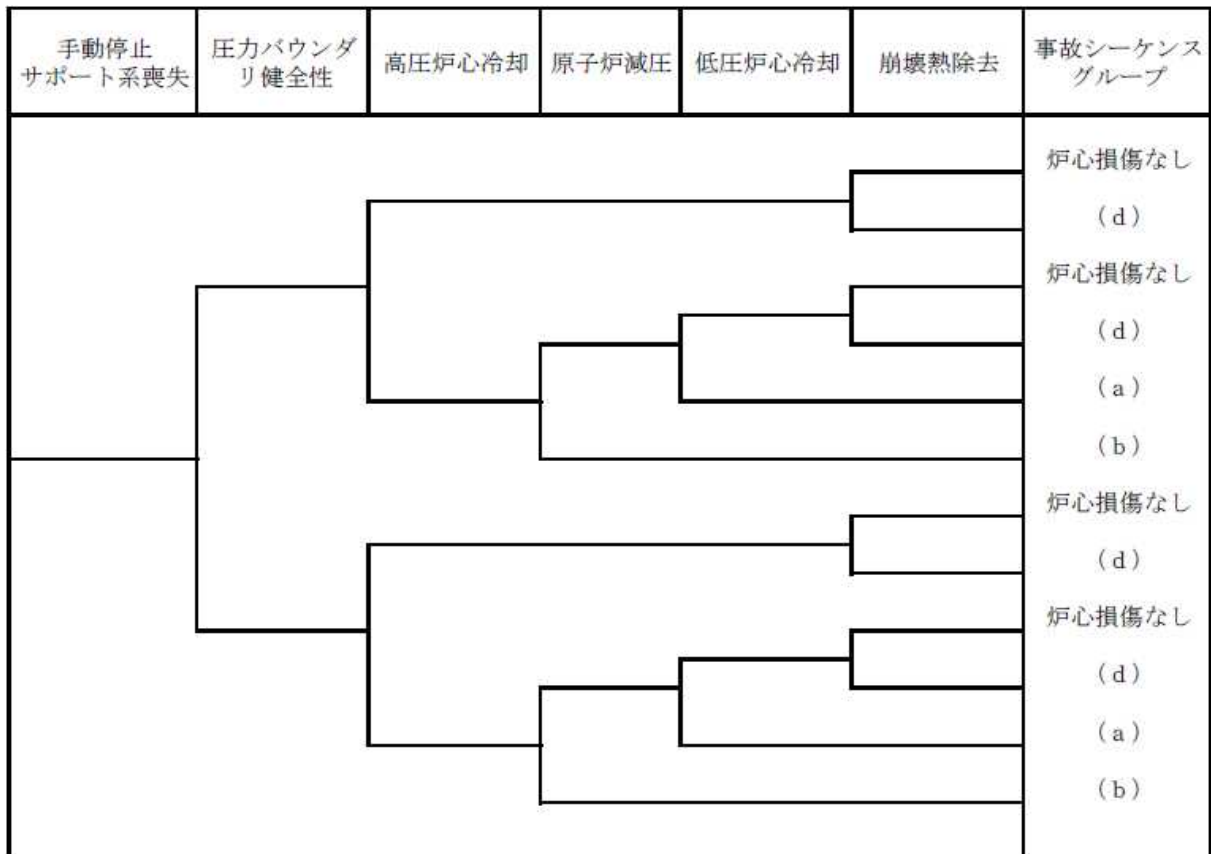 手動停止
サポート系喪失
圧力バウンダ
リ健全性
高圧炉心冷却
原子炉減圧
低圧炉心冷却
崩壊熱除去
事故シーケンス
グループ
炉心損傷なし
(d)
炉心損傷なし
(d)
(a)
(b)
炉心損傷なし
(d)
炉心損傷なし
(d)
(a)
(b)